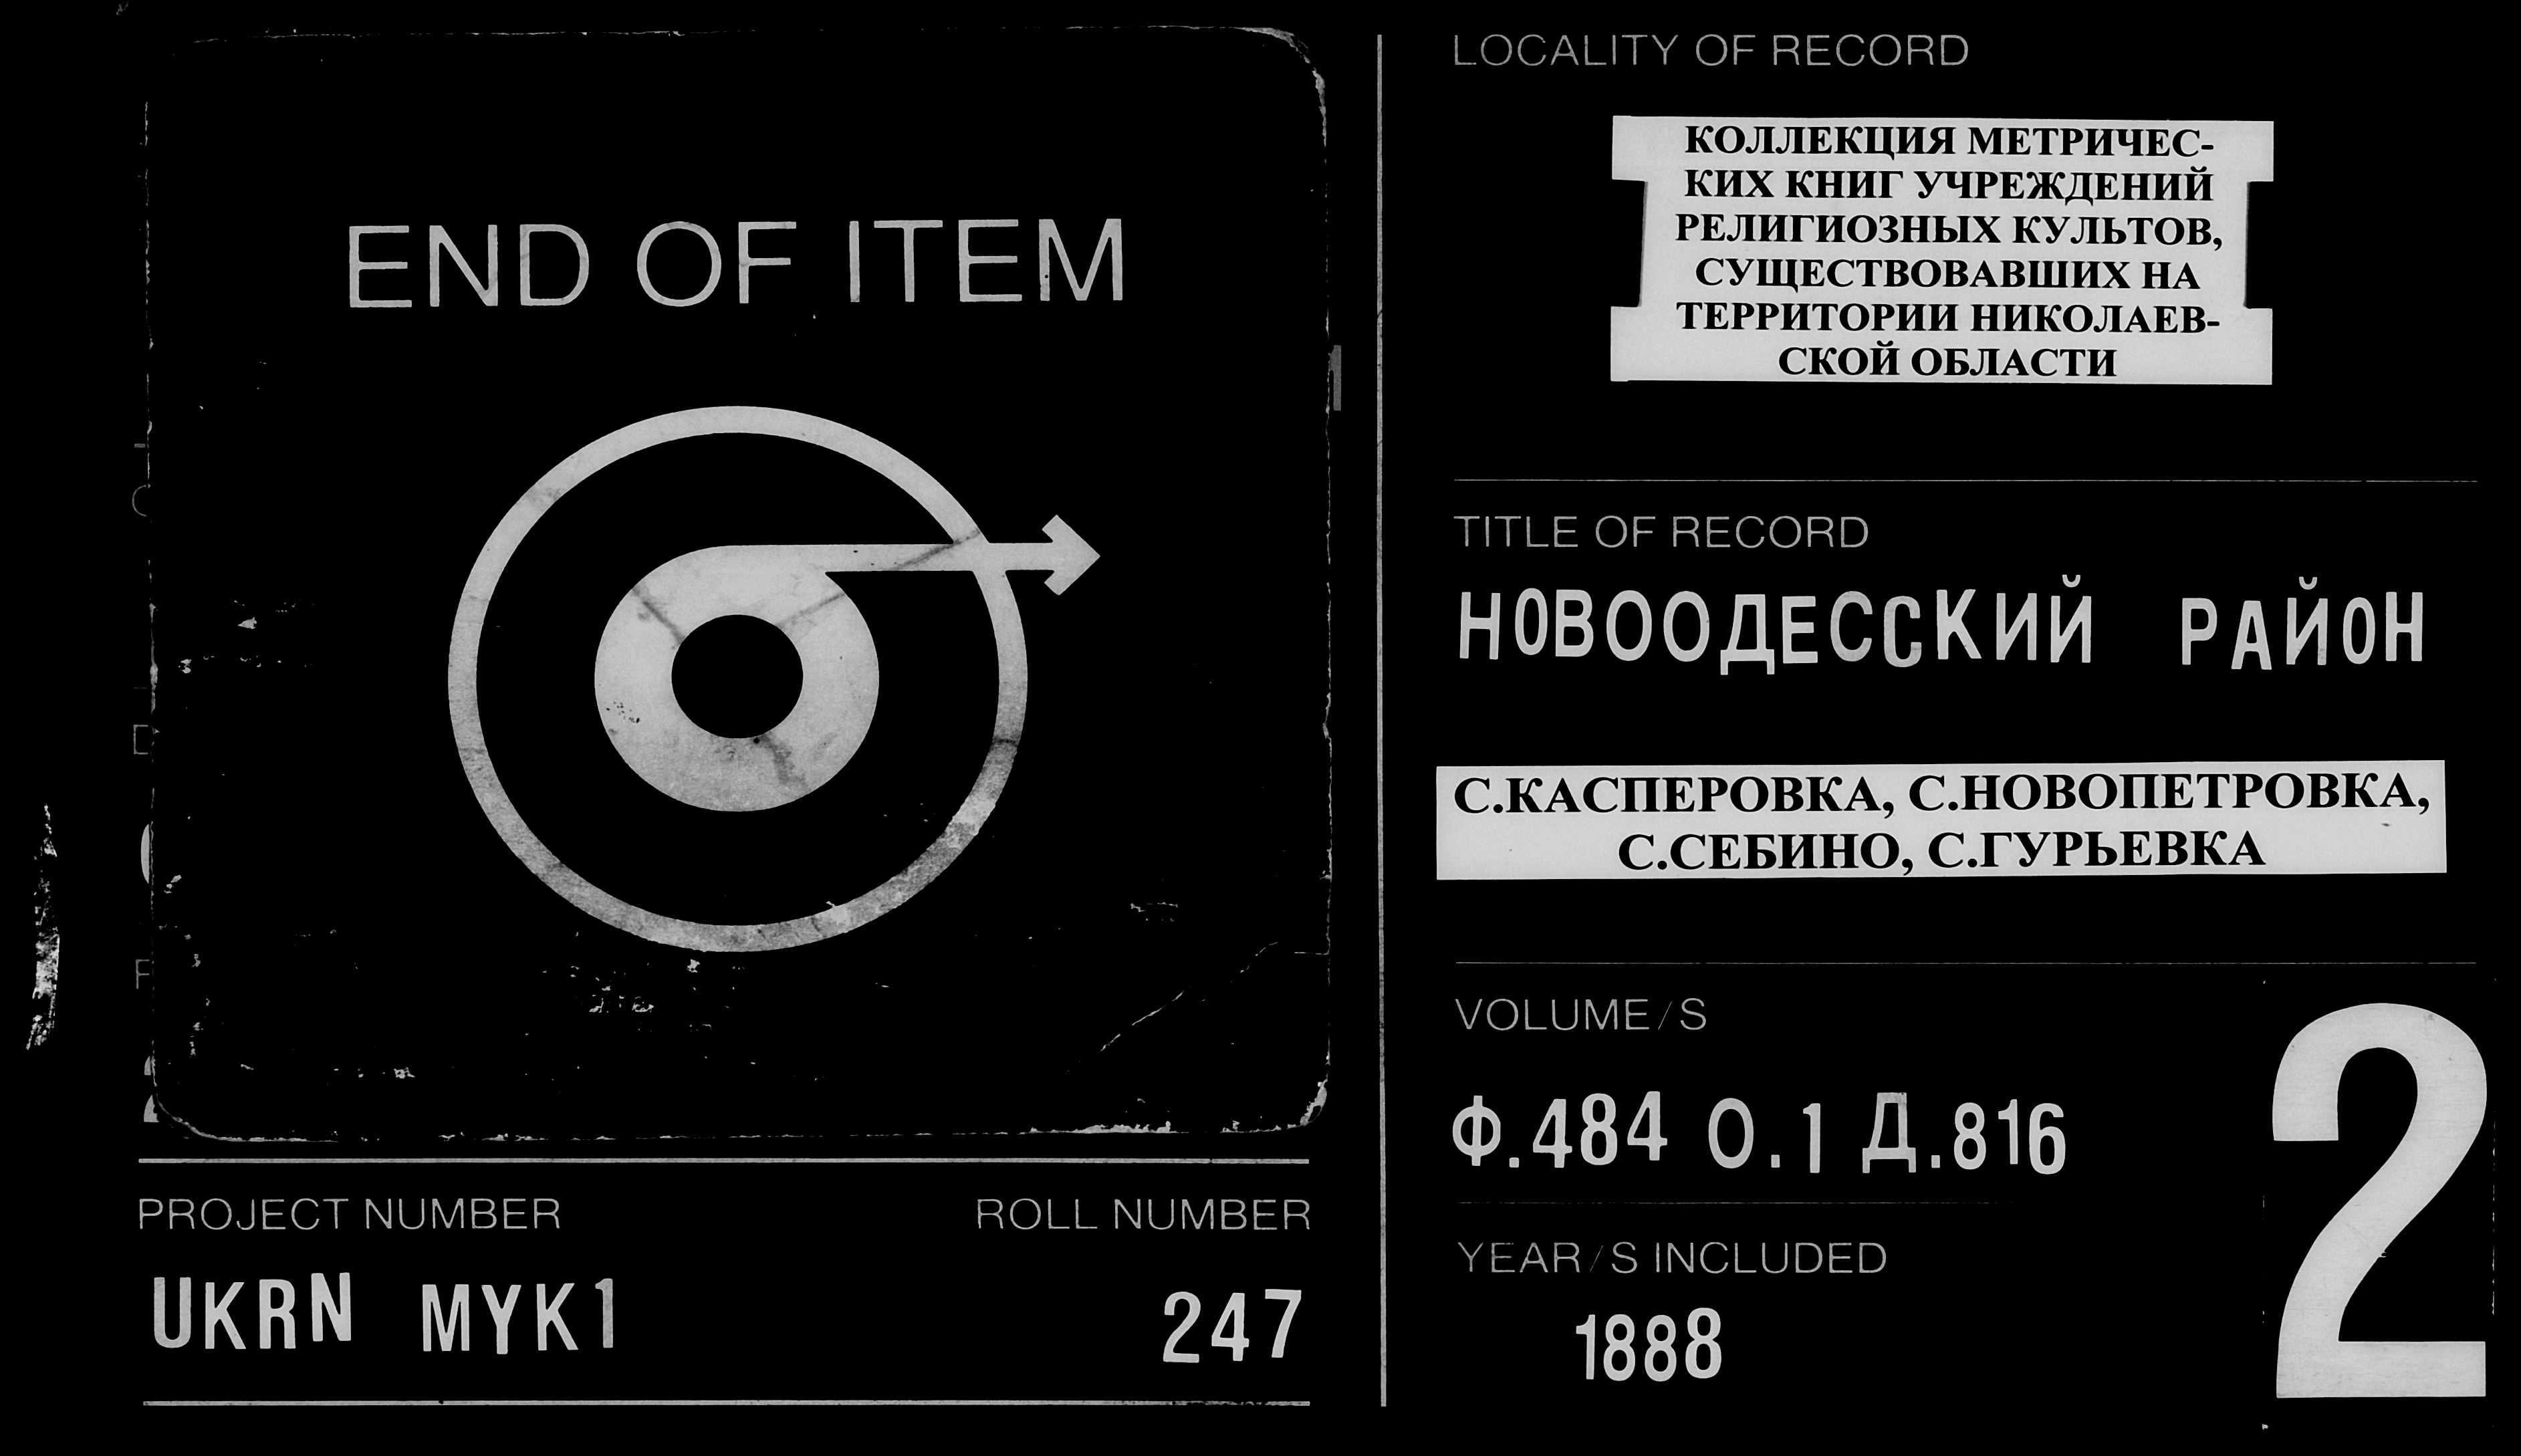 END OF ITEM
PROJECT NUMBER
ROLL NUMBER
UKRN MYK1
247
LOCALITY OF RECORD
КОЛЛЕКЦИЯ МЕТРИЧЕС-
КИХ КНИГ УЧРЕЖДЕНИЙ
РЕЛИГИОЗНЫХ КУЛЬТОВ,
СУЩЕСТВОВАВШИХ НА
ТЕРРИТОРИИ НИКОЛАЕВ-
СКОЙ ОБЛАСТИ
TITLE OF RECORD
НОВООДЕССКИЙ РАЙОН
С.КАСПЕРОВКА, С.НОВОПЕТРОВКА,
С.СЕБИНО, С.ГУРЬЕВКА
VOLUME/S
Ф.484 О.1 Д.816
YEAR/S INCLUDED
1888
2